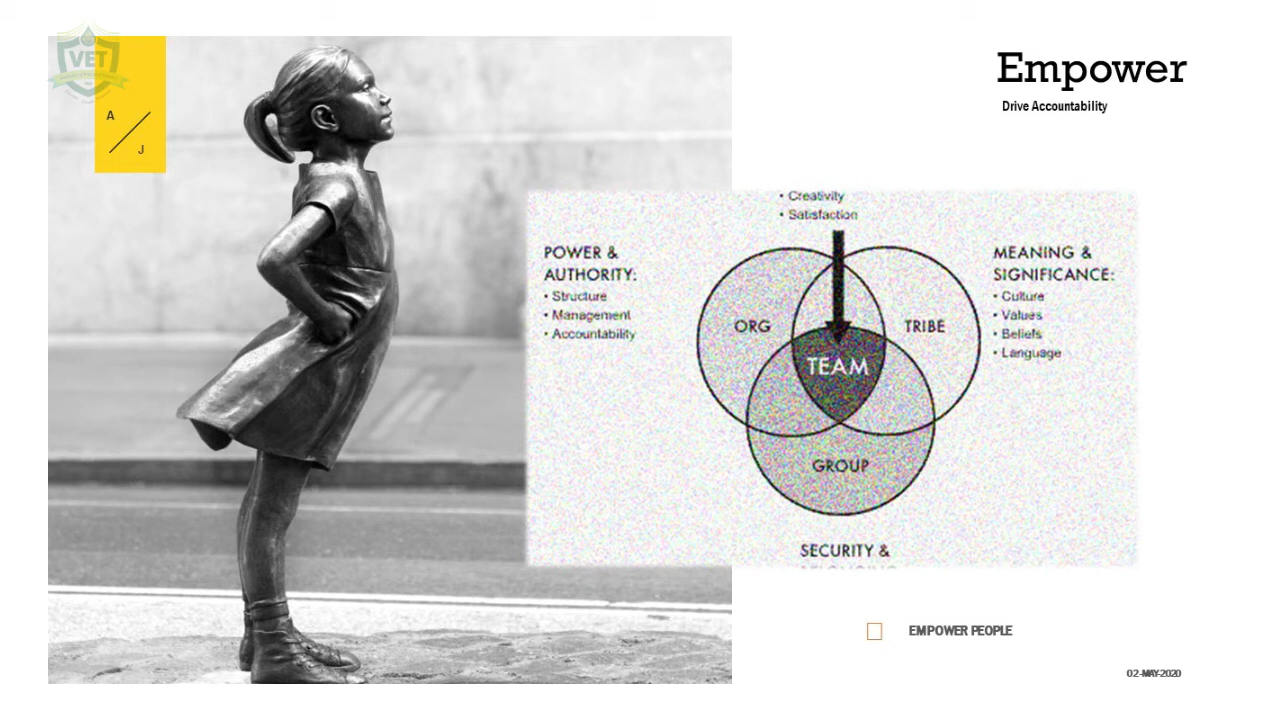 VET
A
J
Empower
Drive Accountability
• Creativity
• Satisfaction
POWER &
AUTHORITY:
• Structure
• Management
• Accountability
MEANING &
SIGNIFICANCE:
• Culture
• Values
• Beliefs
• Language
ORG
TRIBE
TEAM
GROUP
SECURITY &
EMPOWER PEOPLE
02-MAY-2020